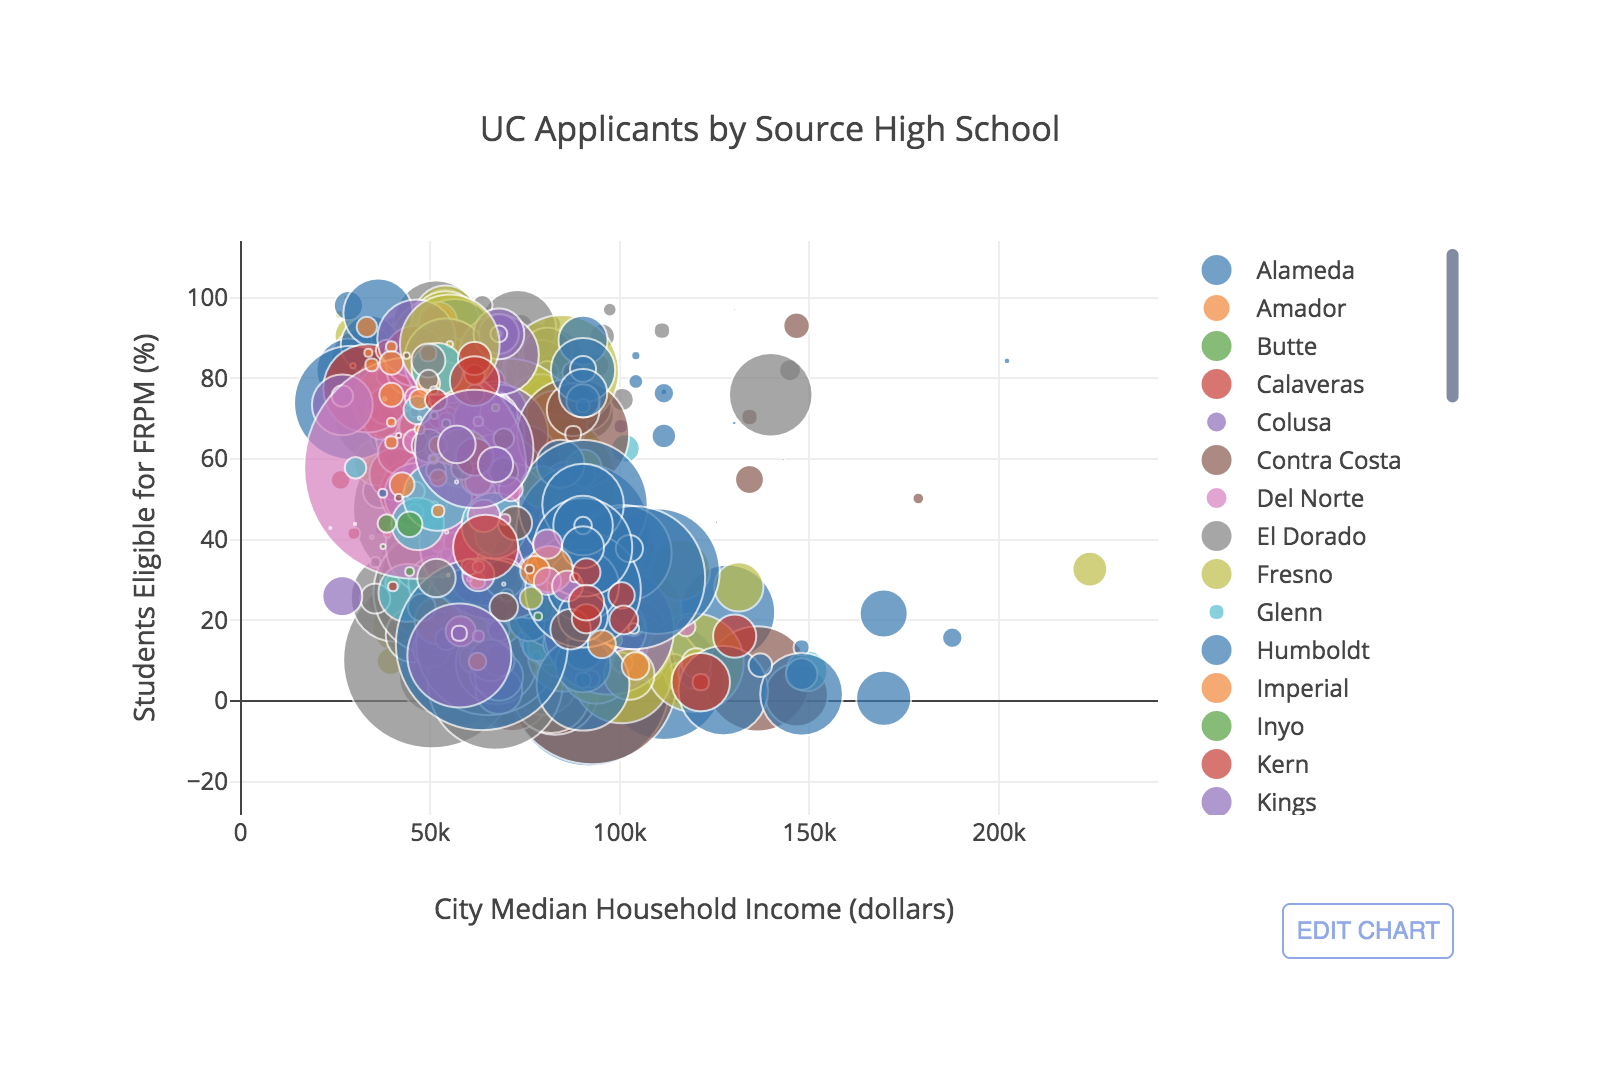 UC Applicants by Source High School
Students Eligible for FRPM (%)
100
80
60
40
20
0
−20
0
50k
100k
150k
200k
City Median Household Income (dollars)
Alameda
Amador
Butte
Calaveras
Colusa
Contra Costa
Del Norte
El Dorado
Fresno
Glenn
Humboldt
Imperial
Inyo
Kern
Kings
EDIT CHART